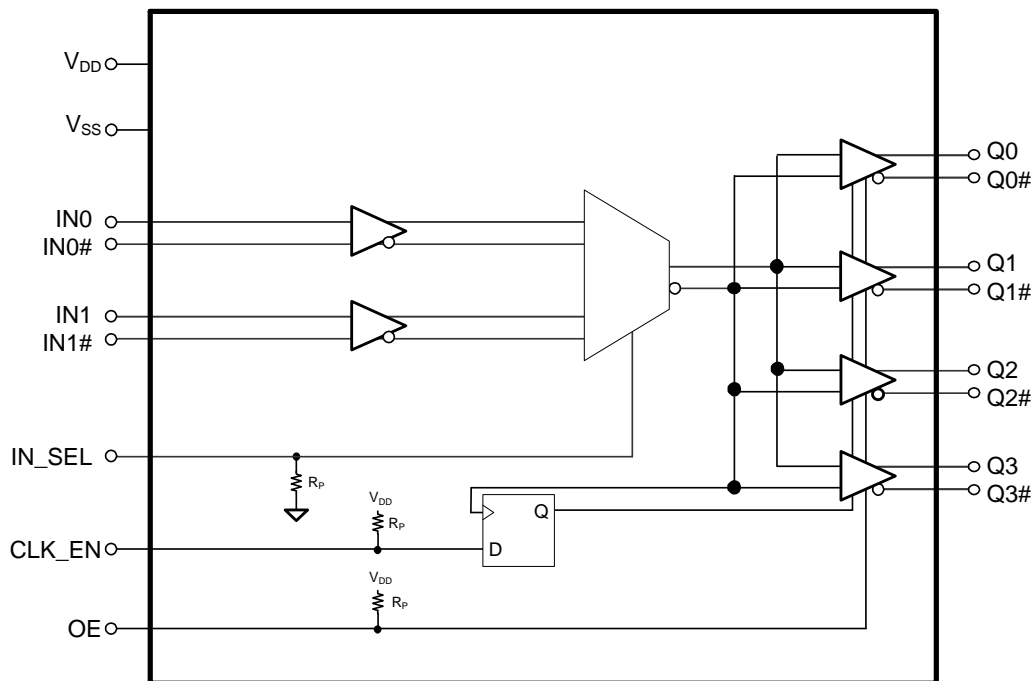 VDD
VSS
IN0
IN0#
IN1
IN1#
IN_SEL
CLK_EN
OE
RP
VDD
RP
VDD
RP
Q
D
Q0
Q0#
Q1
Q1#
Q2
Q2#
Q3
Q3#